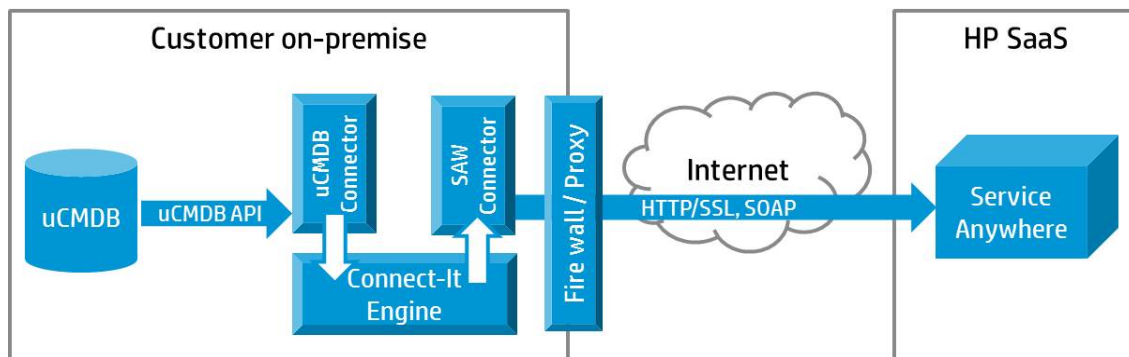 Customer on-premise
HP SaaS
uCMDB
uCMDB API
uCMDB
Connector
SAW
Connector
Connect-It
Engine
Fire wall / Proxy
Internet
HTTP/SSL, SOAP
Service
Anywhere